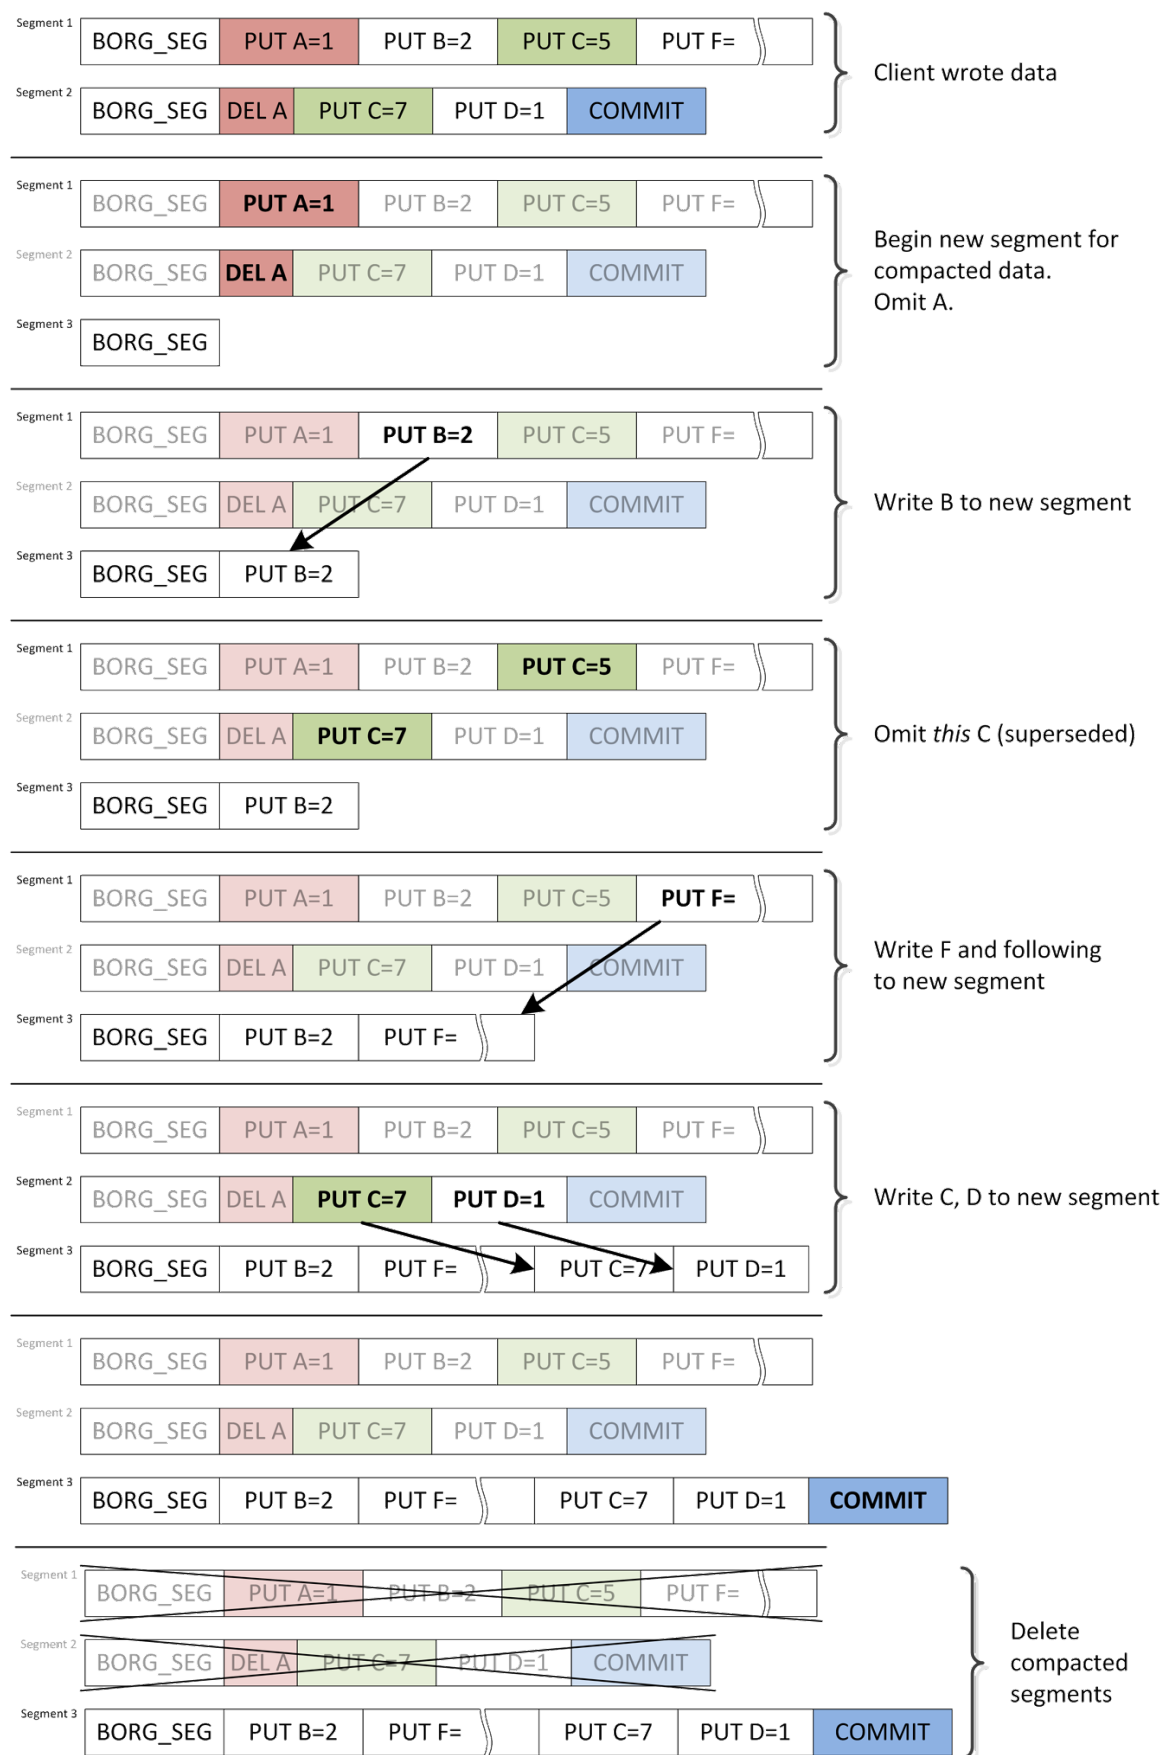 Segment 1
BORG_SEG PUT A=1 PUT B=2 PUT C=5 PUT F=
Segment 2
BORG_SEG DEL A PUT C=7 PUT D=1 COMMIT
Client wrote data
Segment 1
BORG_SEG PUT A=1 PUT B=2 PUT C=5 PUT F=
Segment 2
BORG_SEG DEL A PUT C=7 PUT D=1 COMMIT
Segment 3
BORG_SEG
Begin new segment for
compacted data.
Omit A.
Segment 1
BORG_SEG PUT A=1 PUT B=2 PUT C=5 PUT F=
Segment 2
BORG_SEG DEL A PUT C=7 PUT D=1 COMMIT
Segment 3
BORG_SEG PUT B=2
Write B to new segment
Segment 1
BORG_SEG PUT A=1 PUT B=2 PUT C=5 PUT F=
Segment 2
BORG_SEG DEL A PUT C=7 PUT D=1 COMMIT
Segment 3
BORG_SEG PUT B=2
Omit this C (superseded)
Segment 1
BORG_SEG PUT A=1 PUT B=2 PUT C=5 PUT F=
Segment 2
BORG_SEG DEL A PUT C=7 PUT D=1 COMMIT
Segment 3
BORG_SEG PUT B=2 PUT F=
Write F and following
to new segment
Segment 1
BORG_SEG PUT A=1 PUT B=2 PUT C=5 PUT F=
Segment 2
BORG_SEG DEL A PUT C=7 PUT D=1 COMMIT
Segment 3
BORG_SEG PUT B=2 PUT F= PUT C=7 PUT D=1
Write C, D to new segment
Segment 1
BORG_SEG PUT A=1 PUT B=2 PUT C=5 PUT F=
Segment 2
BORG_SEG DEL A PUT C=7 PUT D=1 COMMIT
Segment 3
BORG_SEG PUT B=2 PUT F= PUT C=7 PUT D=1 COMMIT
Segment 1
BORG_SEG PUT A=1 PUT B=2 PUT C=5 PUT F=
Segment 2
BORG_SEG DEL A PUT C=7 PUT D=1 COMMIT
Segment 3
BORG_SEG PUT B=2 PUT F= PUT C=7 PUT D=1 COMMIT
Delete
compacted
segments